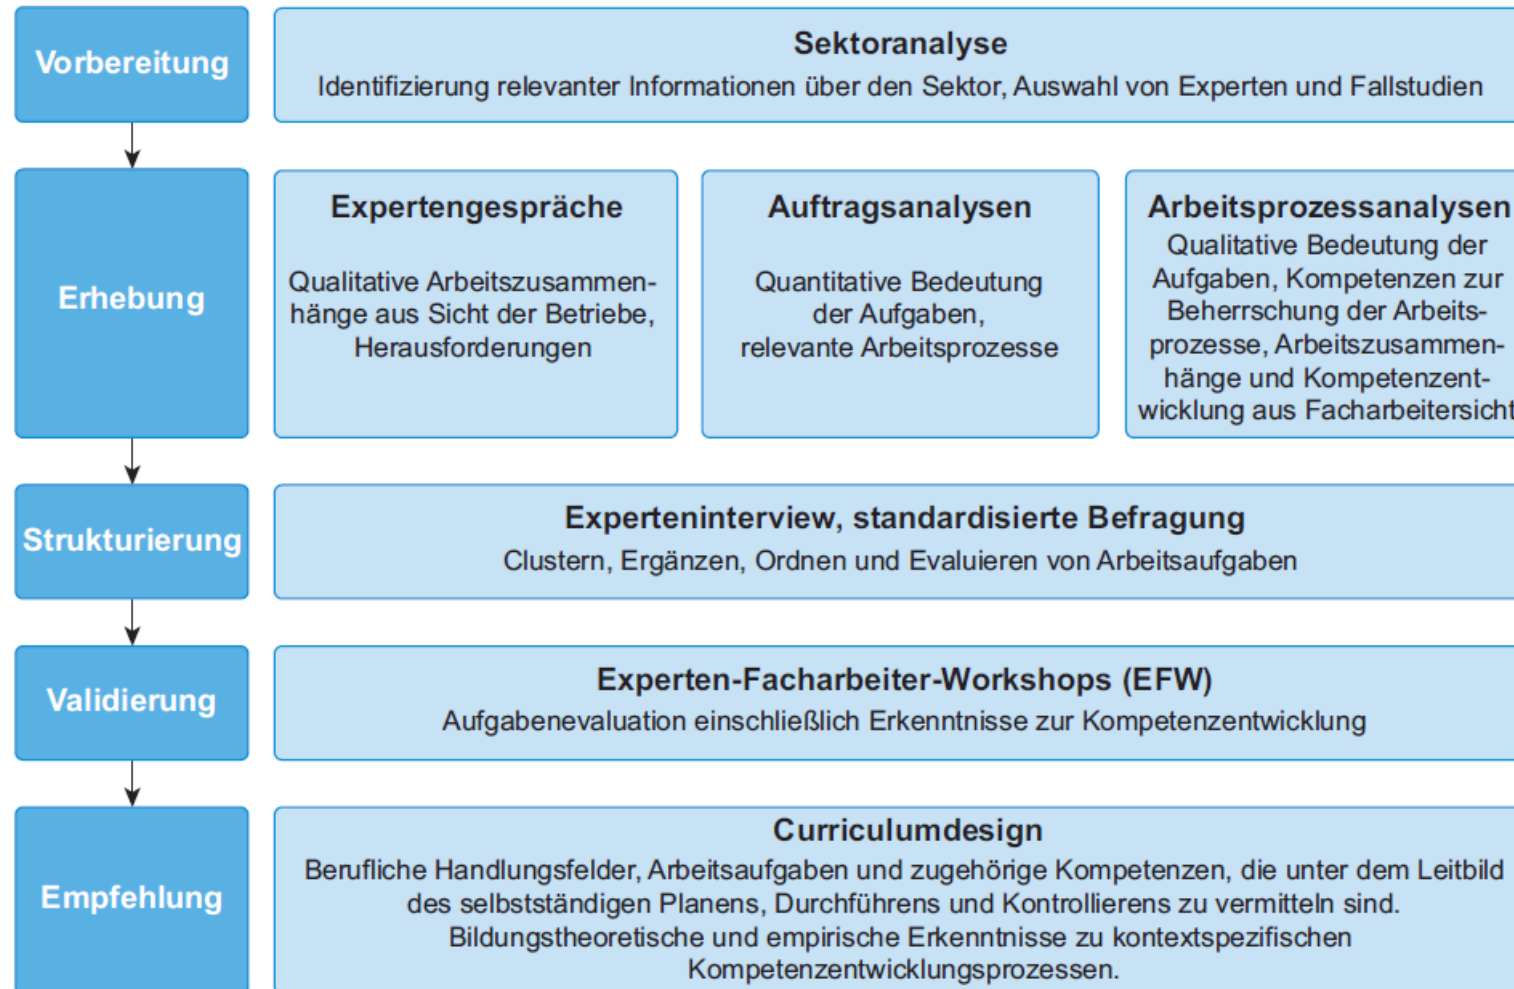 Vorbereitung
Sektoranalyse
Identifizierung relevanter Informationen über den Sektor, Auswahl von Experten und Fallstudien
Erhebung
Expertengespräche
Qualitative Arbeitszusammen-
hänge aus Sicht der Betriebe,
Herausforderungen
Auftragsanalysen
Quantitative Bedeutung
der Aufgaben,
relevante Arbeitsprozesse
Arbeitsprozessanalysen
Qualitative Bedeutung der
Aufgaben, Kompetenzen zur
Beherrschung der Arbeits-
prozesse, Arbeitszusammen-
hänge und Kompetenzent-
wicklung aus Facharbeitersicht
Strukturierung
Experteninterview, standardisierte Befragung
Clustern, Ergänzen, Ordnen und Evaluieren von Arbeitsaufgaben
Validierung
Experten-Facharbeiter-Workshops (EFW)
Aufgabenevaluation einschließlich Erkenntnisse zur Kompetenzentwicklung
Empfehlung
Curriculumdesign
Berufliche Handlungsfelder, Arbeitsaufgaben und zugehörige Kompetenzen, die unter dem Leitbild
des selbstständigen Planens, Durchführens und Kontrollierens zu vermitteln sind.
Bildungstheoretische und empirische Erkenntnisse zu kontextspezifischen
Kompetenzentwicklungsprozessen.